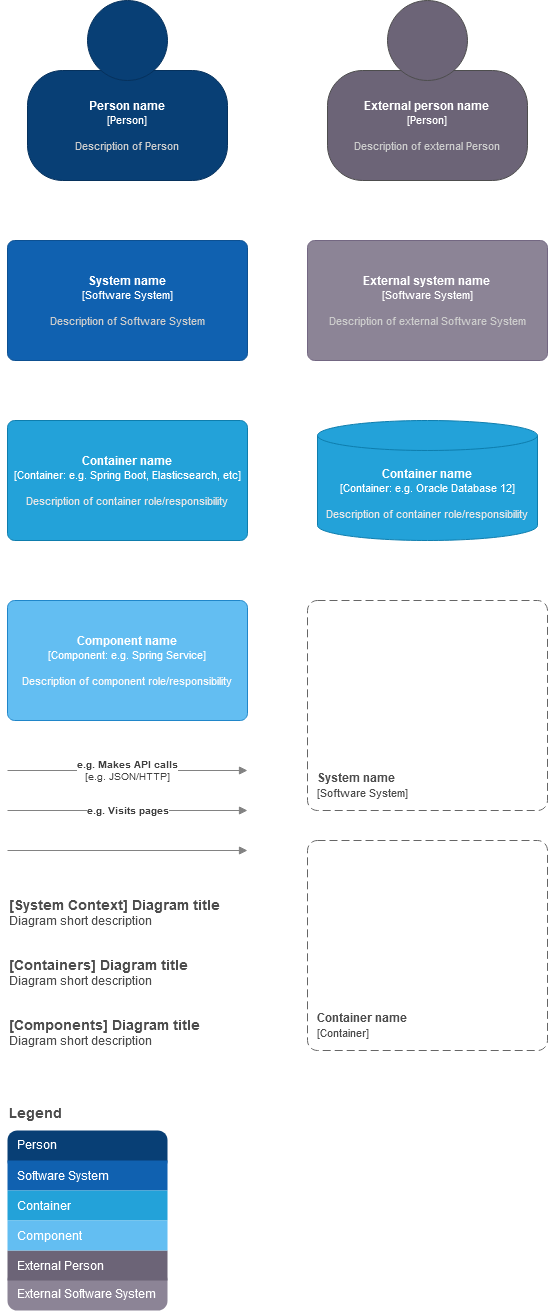 Person name
[Person]
Description of Person
External person name
[Person]
Description of external Person
System name
[Software System]
Description of Software System
External system name
[Software System]
Description of external Software System
Container name
[Container: e.g. Spring Boot, Elasticsearch, etc]
Description of container role/responsibility
Container name
[Container: e.g. Oracle Database 12]
Description of container role/responsibility
Component name
[Component: e.g. Spring Service]
Description of component role/responsibility
System name
[Software System]
e.g. Makes API calls
[e.g. JSON/HTTP]
e.g. Visits pages
[System Context] Diagram title
Diagram short description
[Containers] Diagram title
Diagram short description
[Components] Diagram title
Diagram short description
Container name
[Container]
Legend
Person
Software System
Container
Component
External Person
External Software System